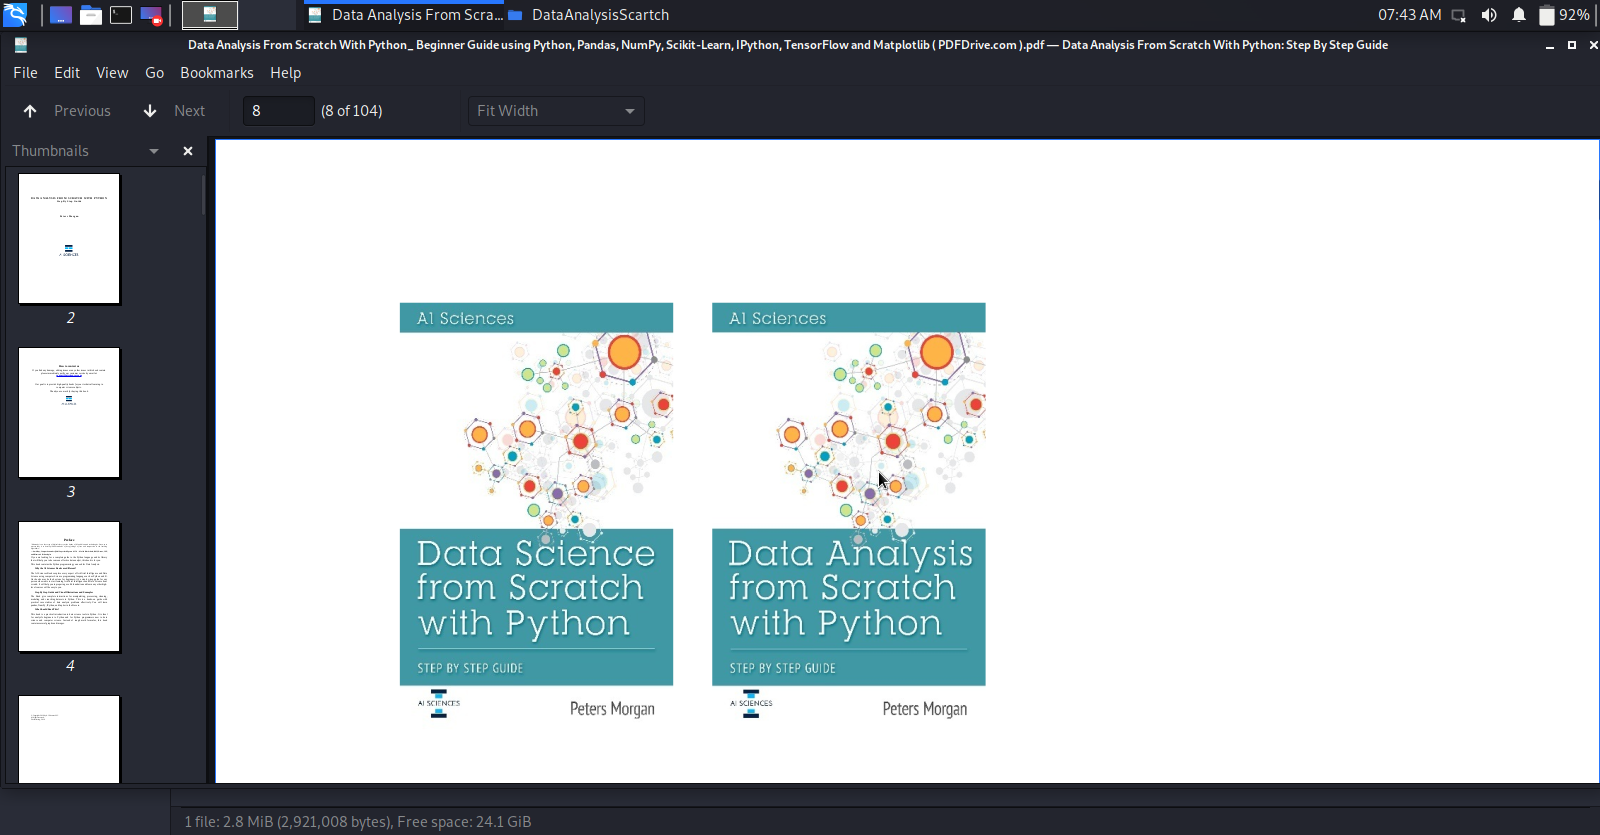 Data Analysis From Scra... DataAnalysisScartch 07:43 AM 92%
Data Analysis From Scratch With Python_ Beginner Guide using Python, Pandas, NumPy, Scikit-Learn, IPython, TensorFlow and Matplotlib ( PDFDrive.com ).pdf — Data Analysis From Scratch With Python: Step By Step Guide
File Edit View Go Bookmarks Help
Previous Next 8 (8 of 104) Fit Width
Thumbnails
2
3
4
AI Sciences
Data Science
from Scratch
with Python
STEP BY STEP GUIDE
AI SCIENCES
Peters Morgan
AI Sciences
Data Analysis
from Scratch
with Python
STEP BY STEP GUIDE
AI SCIENCES
Peters Morgan
1 file: 2.8 MiB (2,921,008 bytes), Free space: 24.1 GiB